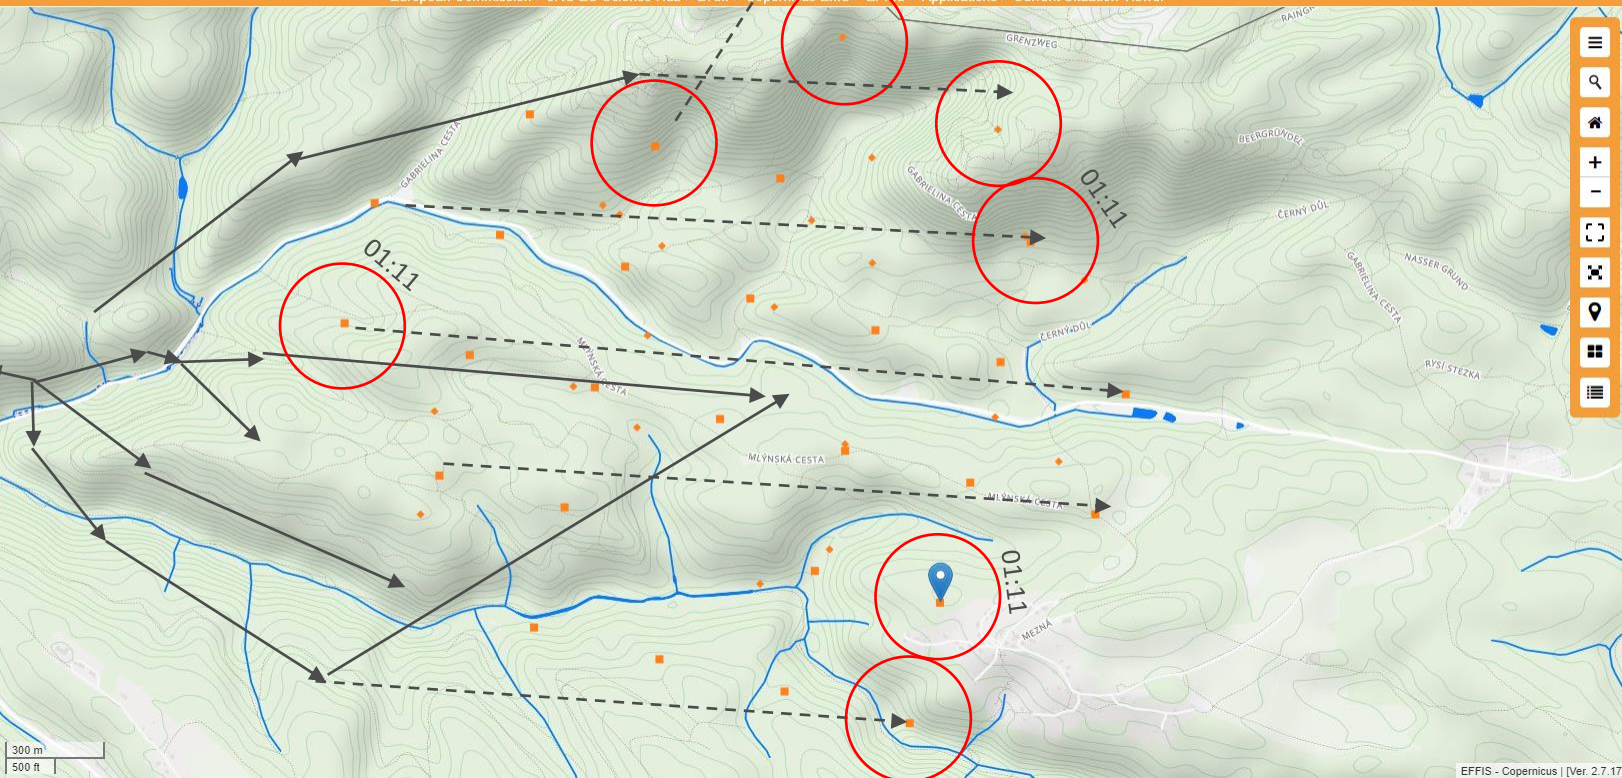 RAINGR
GRENZWEG
BEERGRÜNDEL
GABRIELINA CESTA
GABRIELINA CESTA
01:11
ČERNÝ DŮL
01:11
GABRIELINA CESTA
NASSER GRUND
ČERNÝ DŮL
MLÝNSKÁ CESTA
RYSÍ STEZKA
MLÝNSKÁ CESTA
MLÝNSKÁ CESTA
01:11
MEZNÁ
300 m
500 ft
EFFIS - Copernicus | [Ver. 2.7.17